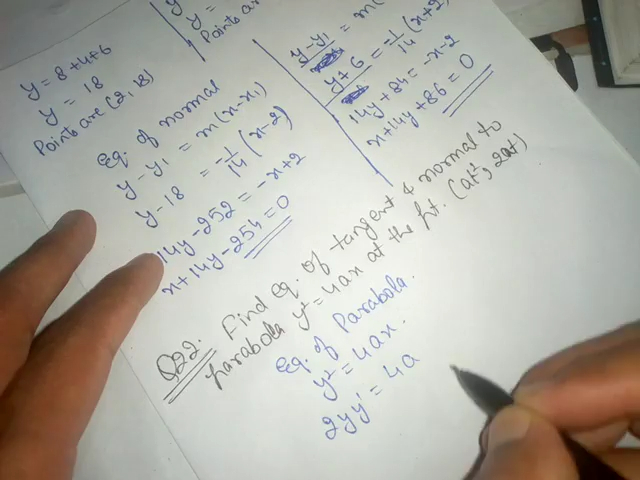 y = 8+4+6
y = 18
Points are (2, 18)
Eq. of normal
y-y1 = m(x-x1)
y-18 = -1/14 (x-2)
14y-252 = -x+2
x+14y-254 = 0
y =
Points are
y-y1 = m(
y+6 = -1/14 (x+2)
14y+84 = -x-2
x+14y+86 = 0
Q22. Find eq. of tangent & normal to
parabola y² = 4ax at the pt. (at², 2at)
Eq. of Parabola.
y² = 4ax.
2yy' = 4a